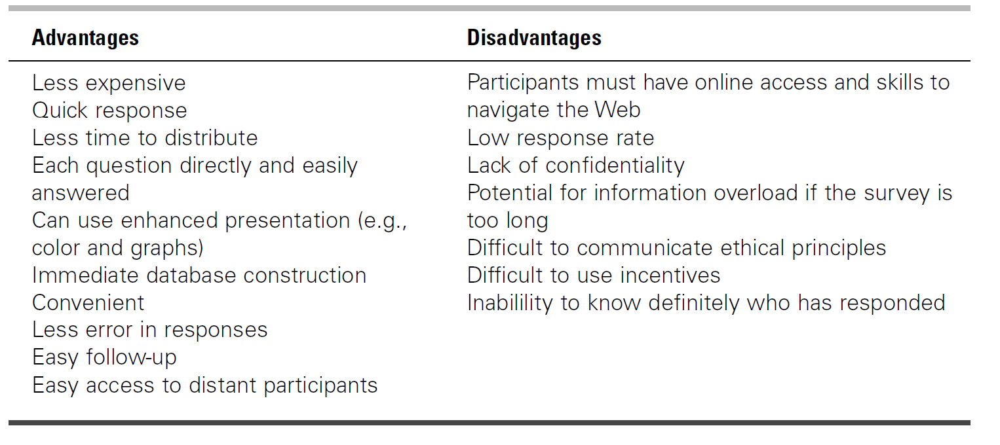 Advantages
Disadvantages
Less expensive
Quick response
Less time to distribute
Each question directly and easily
answered
Can use enhanced presentation (e.g.,
color and graphs)
Immediate database construction
Convenient
Less error in responses
Easy follow-up
Easy access to distant participants
Participants must have online access and skills to
navigate the Web
Low response rate
Lack of confidentiality
Potential for information overload if the survey is
too long
Difficult to communicate ethical principles
Difficult to use incentives
Inabilility to know definitely who has responded